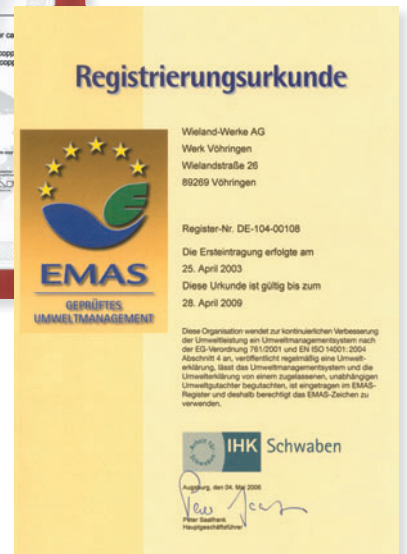 Registrierungsurkunde
Wieland-Werke AG
Werk Vöhringen
Wielandstraße 26
89269 Vöhringen
Register-Nr. DE-104-00108
Die Ersteintragung erfolgte am
25. April 2003
Diese Urkunde ist gültig bis zum
28. April 2009
EMAS
GEPRÜFTES
UMWELTMANAGEMENT
Diese Organisation wendet zur kontinuierlichen Verbesserung
der Umweltleistung ein Umweltmanagementsystem nach
der EG-Verordnung 761/2001 und EN ISO 14001:2004
Abschnitt 4 an, veröffentlicht regelmäßig eine Umwelt-
erklärung, lässt das Umweltmanagementsystem und die
Umwelterklärung von einem zugelassenen, unabhängigen
Umweltgutachter begutachten, ist eingetragen im EMAS-
Register und deshalb berechtigt das EMAS-Zeichen zu
verwenden.
IHK Schwaben
Augsburg, den 04. Mai 2006
Peter Saalfrank
Hauptgeschäftsführer